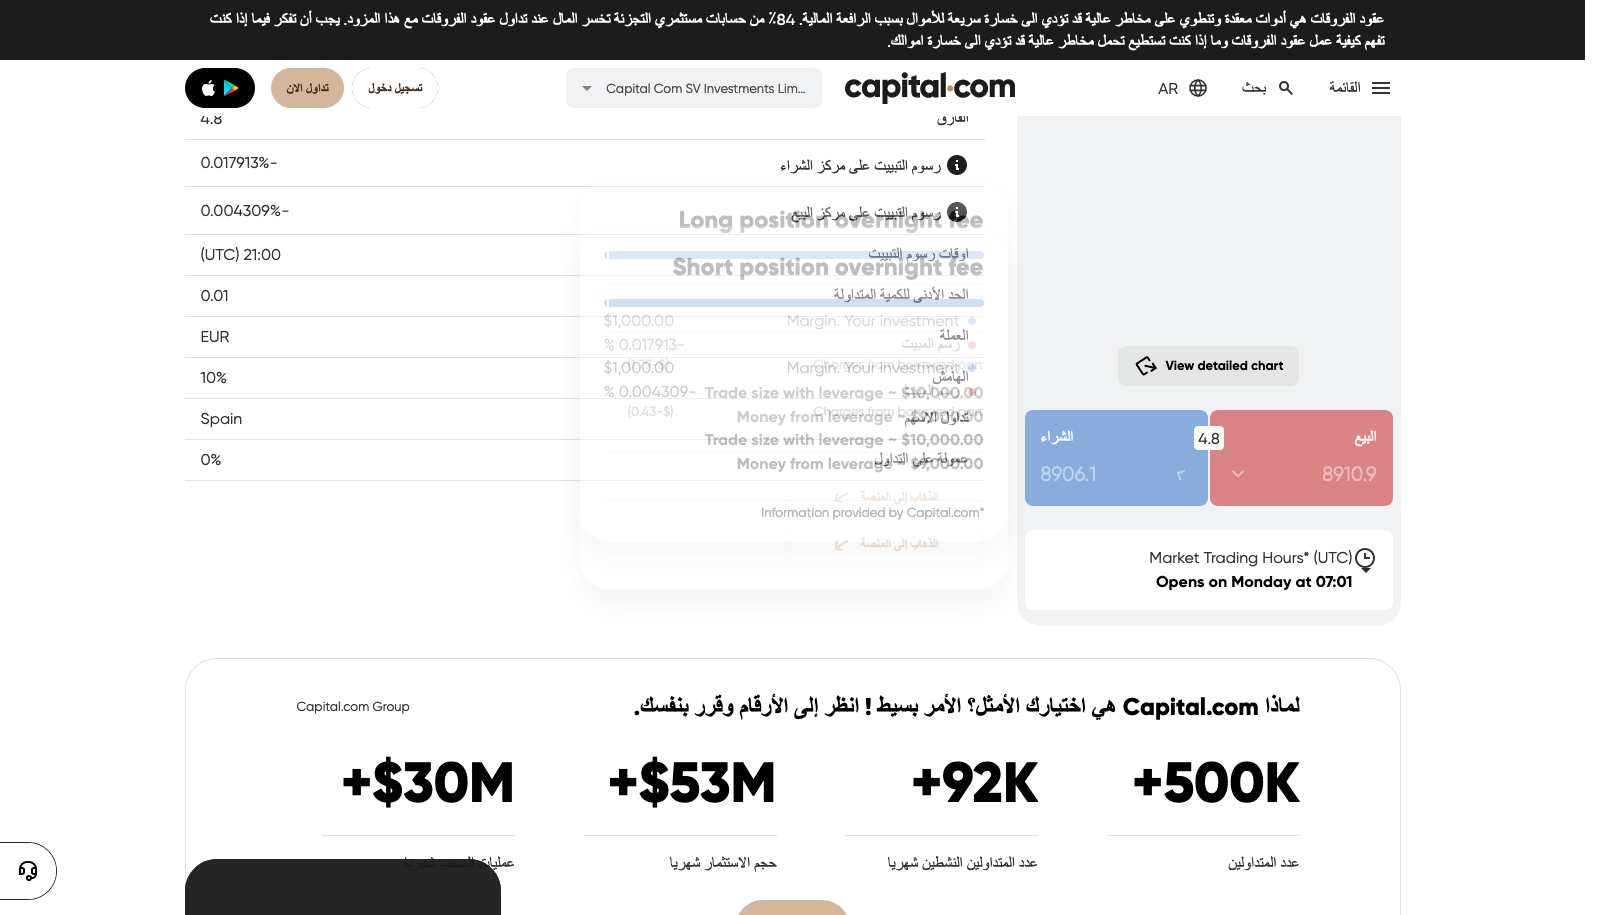 عقود الفروقات هي أدوات معقدة وتنطوي على مخاطر عالية قد تؤدي الى خسارة سريعة للأموال بسبب الرافعة المالية. 84٪ من حسابات مستثمري التجزئة تخسر المال عند تداول عقود الفروقات مع هذا المزود. يجب أن تفكر فيما إذا كنت
تفهم كيفية عمل عقود الفروقات وما إذا كنت تستطيع تحمل مخاطر عالية قد تؤدي الى خسارة اموالك.
القائمة
بحث
AR
capital.com
Capital Com SV Investments Lim...
تسجيل دخول
تداول الان
الفارق
4.8
رسوم التبييت على مركز الشراء
0.017913%-
رسوم التبييت على مركز البيع
0.004309%-
اوقات رسوم التبييت
(UTC) 21:00
الحد الأدنى للكمية المتداولة
0.01
العملة
EUR
الهامش
10%
تداول الاسهم
Spain
عمولة على التداول
0%
Long position overnight fee
Short position overnight fee
Margin. Your investment
$1,000.00
رسم المبيت
% 0.017913-
Margin. Your investment
$1,000.00
% 0.004309-
Charges from borrowed part
(0.43-$)
Trade size with leverage ~ $10,000.00
Money from leverage ~
Trade size with leverage ~ $10,000.00
Money from leverage ~ $9,000.00
الذهاب إلى المنصة
Information provided by Capital.com*
الذهاب إلى المنصة
View detailed chart
البيع
8910.9
4.8
الشراء
8906.1
Market Trading Hours* (UTC)
Opens on Monday at 07:01
لماذا Capital.com هي اختيارك الأمثل؟ الأمر بسيط ! انظر إلى الأرقام وقرر بنفسك.
Capital.com Group
+500K
عدد المتداولين
+92K
عدد المتداولين النشطين شهريا
+$53M
حجم الاستثمار شهريا
+$30M
عمليات السحب شهريا